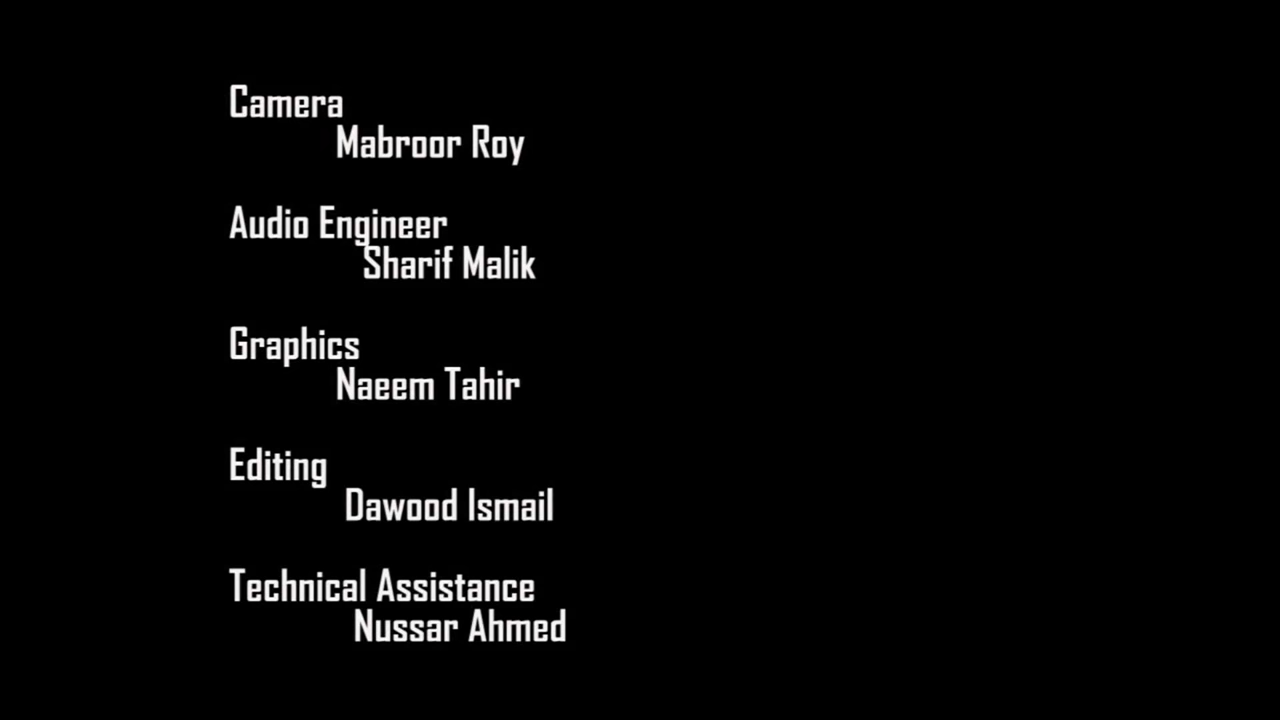 Camera
Mabroor Roy
Audio Engineer
Sharif Malik
Graphics
Naeem Tahir
Editing
Dawood Ismail
Technical Assistance
Nussar Ahmed